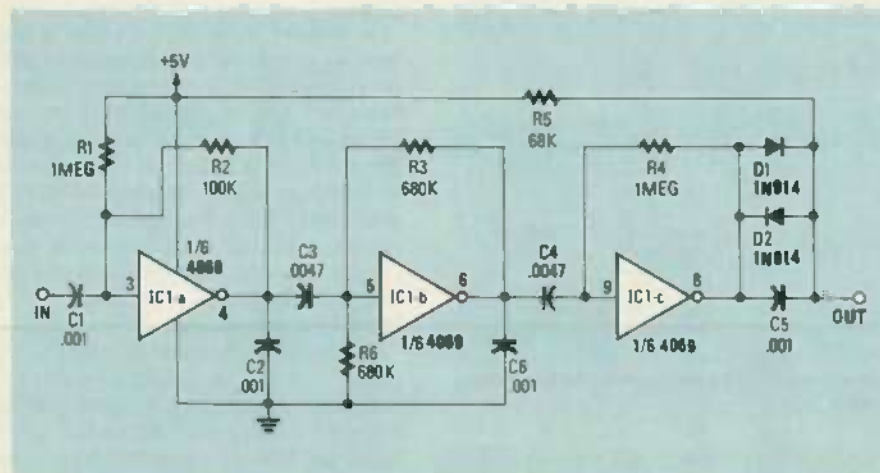 +5V
R1
1MEG
R2
100K
R3
680K
R5
68K
R4
1MEG
D1
1N914
D2
1N914
1/6
4069
IN
C1
.001
3
IC1-a
4
C3
.0047
5
IC1-b
6
C4
.0047
9
IC1-c
8
C5
.001
OUT
C2
.001
R6
680K
1/6 4069
C6
.001
1/6 4069